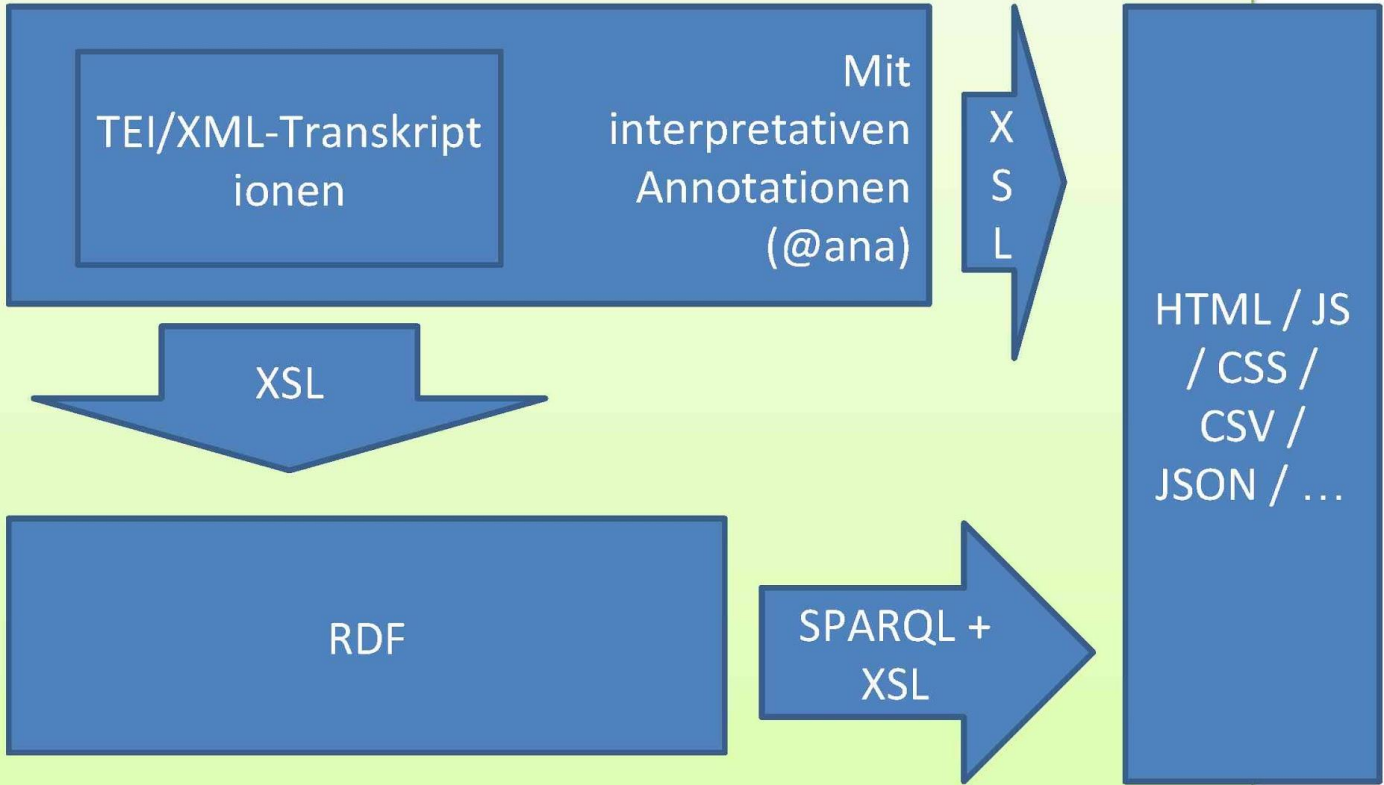 TEI/XML-Transkript
ionen
Mit
interpretativen
Annotationen
(@ana)
X
S
L
HTML / JS
/ CSS /
CSV /
JSON / …
XSL
RDF
SPARQL +
XSL